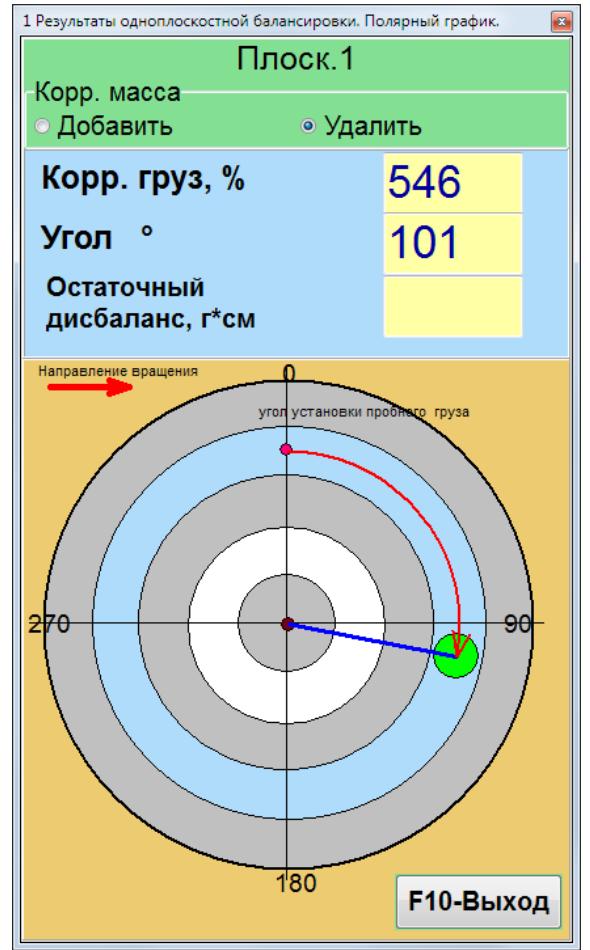 1 Результаты одноплоскостной балансировки. Полярный график.
Плоск.1
Корр. масса
Добавить
Удалить
Корр. груз, %
546
Угол °
101
Остаточный
дисбаланс, г*см
Направление вращения
0
угол установки пробного груза
270
90
180
F10-Выход